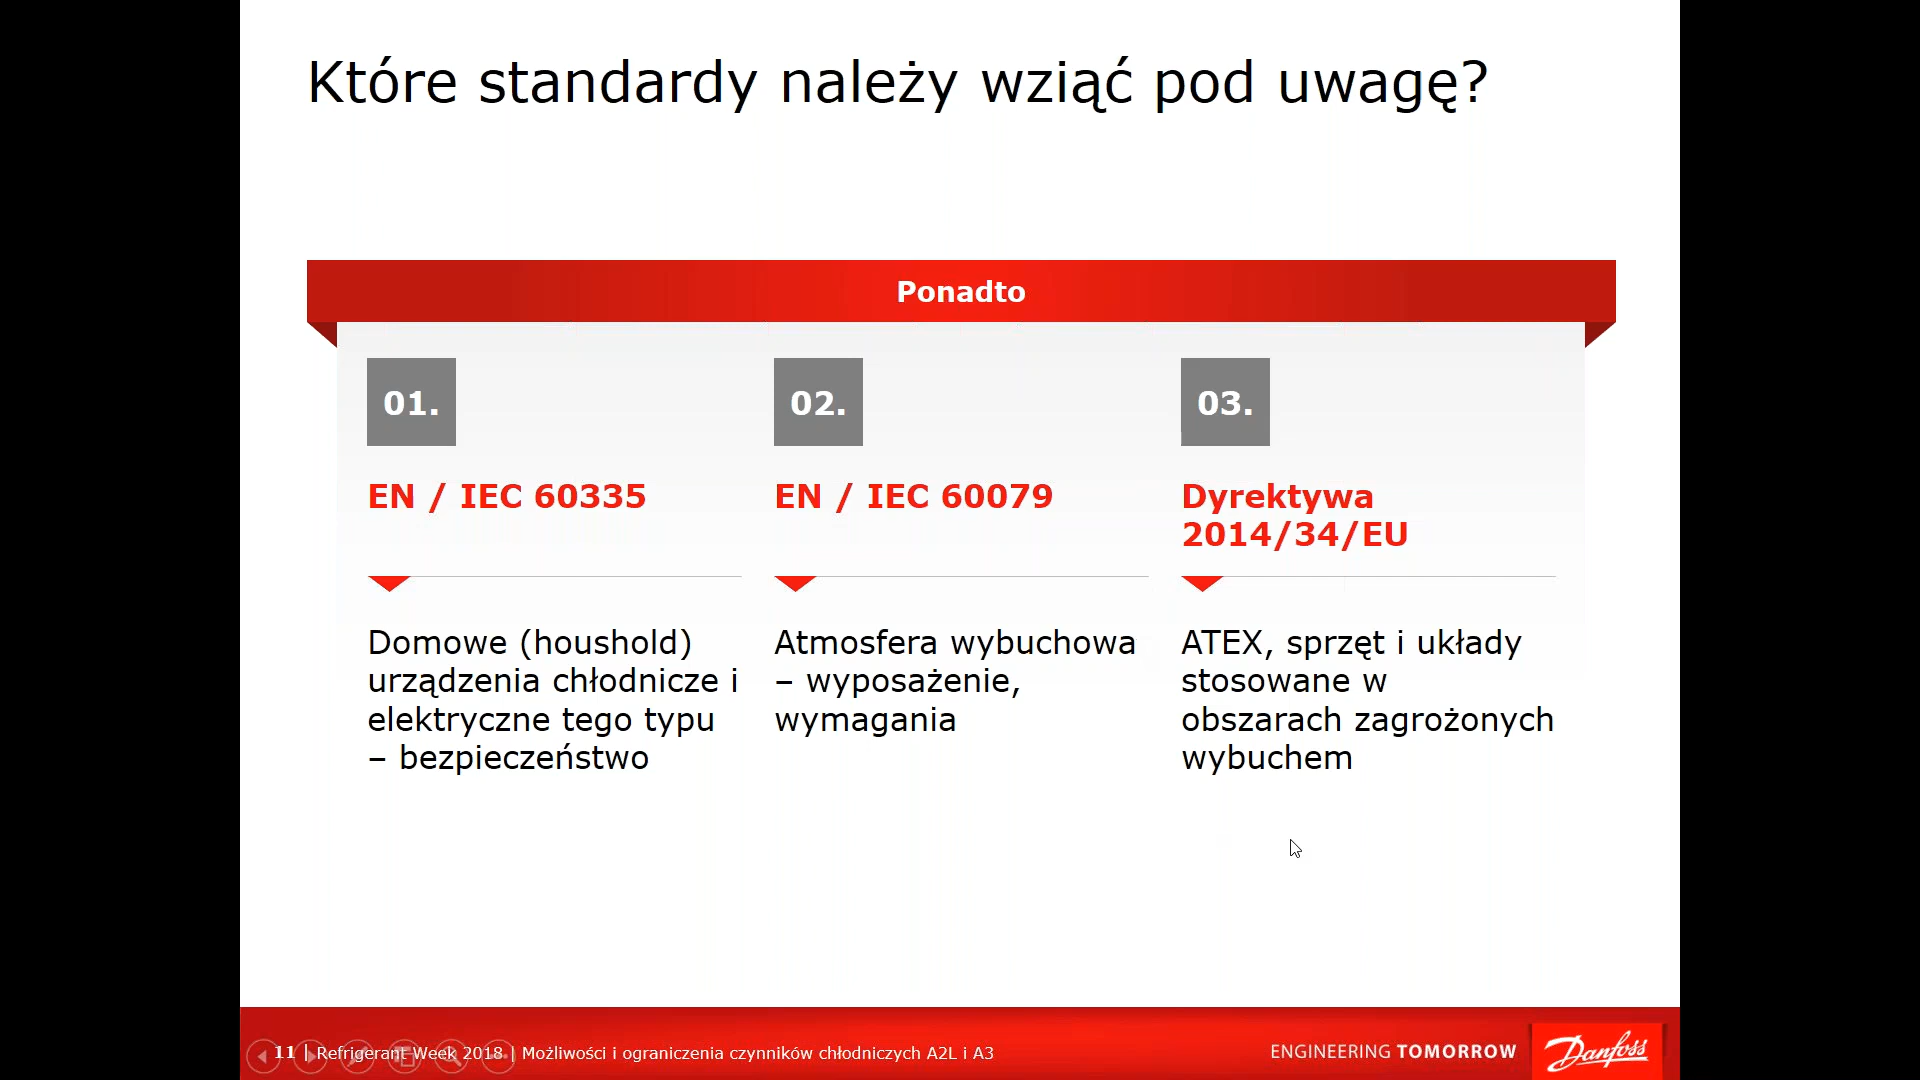 Które standardy należy wziąć pod uwagę?
Ponadto
01.
EN / IEC 60335
Domowe (houshold)
urządzenia chłodnicze i
elektryczne tego typu
– bezpieczeństwo
02.
EN / IEC 60079
Atmosfera wybuchowa
– wyposażenie,
wymagania
03.
Dyrektywa
2014/34/EU
ATEX, sprzęt i układy
stosowane w
obszarach zagrożonych
wybuchem
11 | Refrigerant Week 2018 | Możliwości i ograniczenia czynników chłodniczych A2L i A3
ENGINEERING TOMORROW
Danfoss